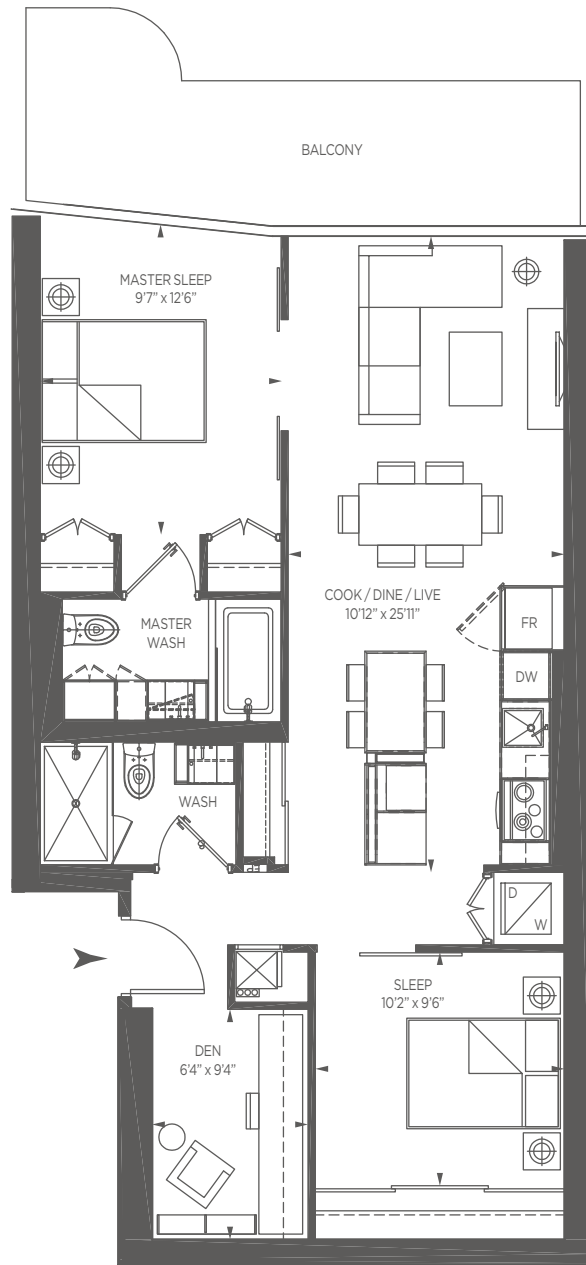 BALCONY
MASTER SLEEP
9'7" x 12'6"
COOK / DINE / LIVE
10'12" x 25'11"
FR
MASTER
WASH
DW
WASH
D
W
SLEEP
10'2" x 9'6"
DEN
6'4" x 9'4"